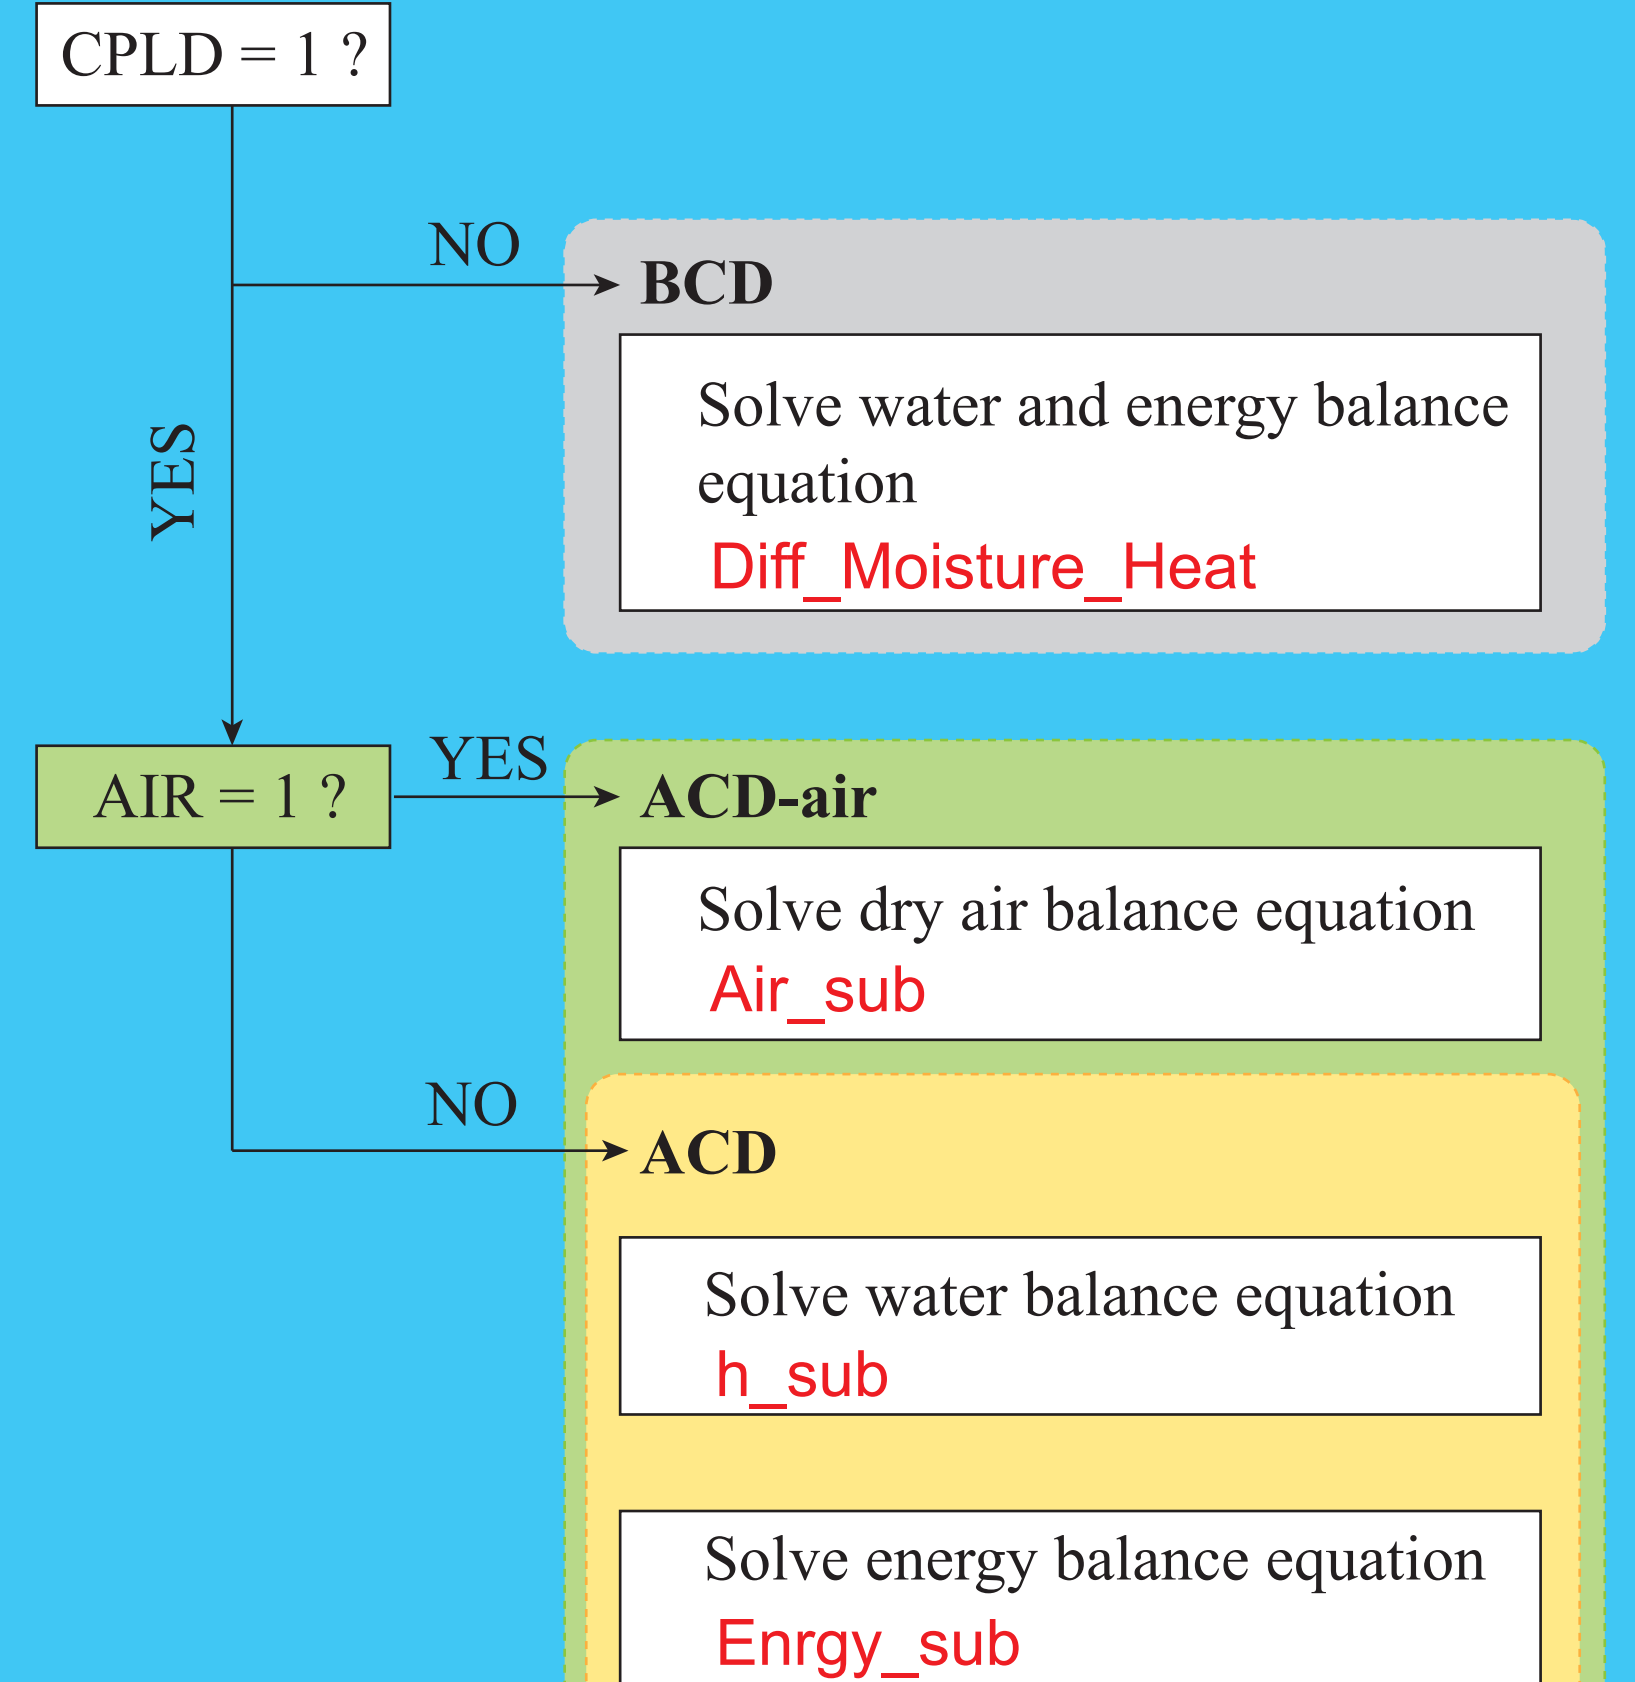 CPLD = 1 ?
NO
BCD
Solve water and energy balance
equation
Diff_Moisture_Heat
YES
AIR = 1 ?
YES
ACD-air
Solve dry air balance equation
Air_sub
NO
ACD
Solve water balance equation
h_sub
Solve energy balance equation
Enrgy_sub